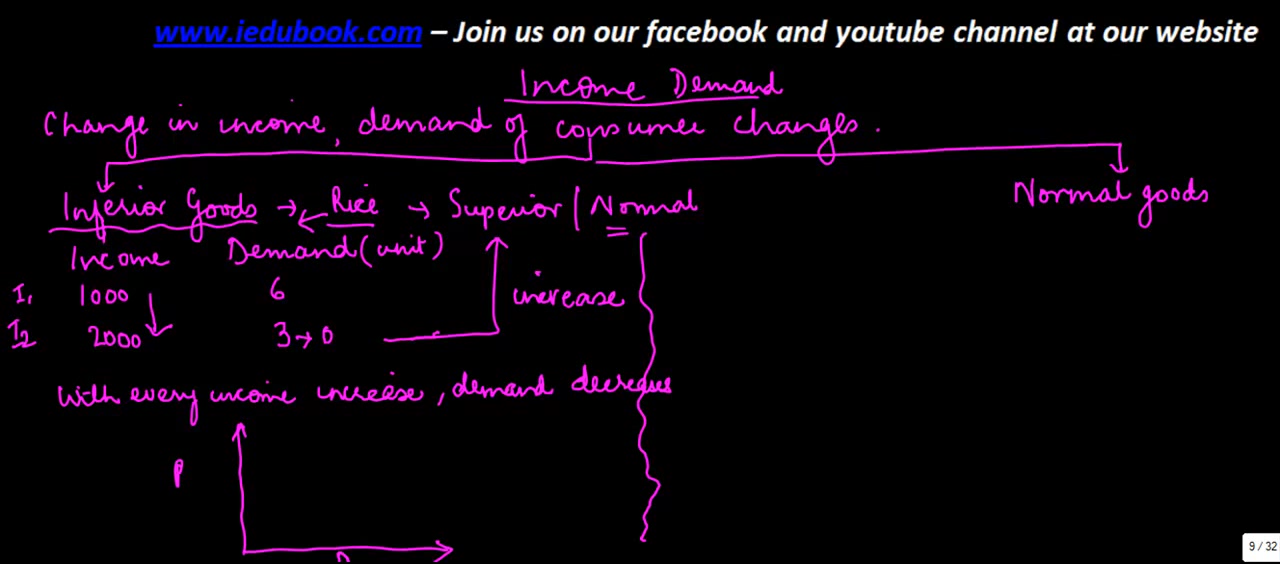 www.iedubook.com – Join us on our facebook and youtube channel at our website
Income Demand
Change in income, demand of consumer changes.
Inferior Goods → Rice → Superior / Normal
Normal goods
Income Demand (unit)
I1 1000 6
increase
I2 2000 3→0
With every income increase, demand decreases
P
9 / 32